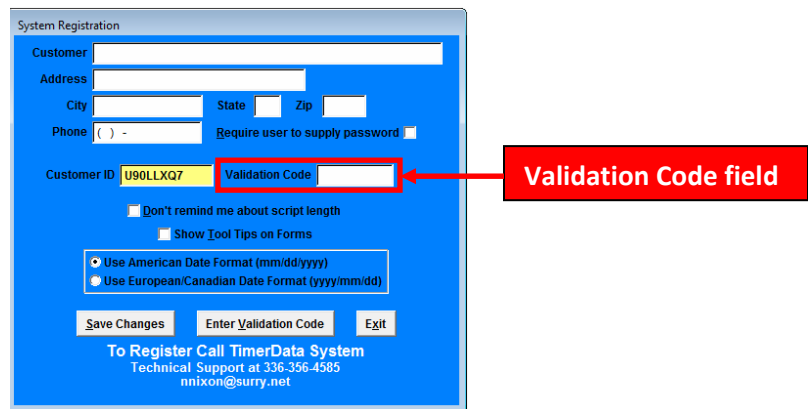 System Registration
Customer
Address
City State Zip
Phone ( ) - Require user to supply password
Customer ID U90LLXQ7 Validation Code
Validation Code field
Don't remind me about script length
Show Tool Tips on Forms
Use American Date Format (mm/dd/yyyy)
Use European/Canadian Date Format (yyyy/mm/dd)
Save Changes Enter Validation Code Exit
To Register Call TimerData System
Technical Support at 336-356-4585
nnixon@surry.net